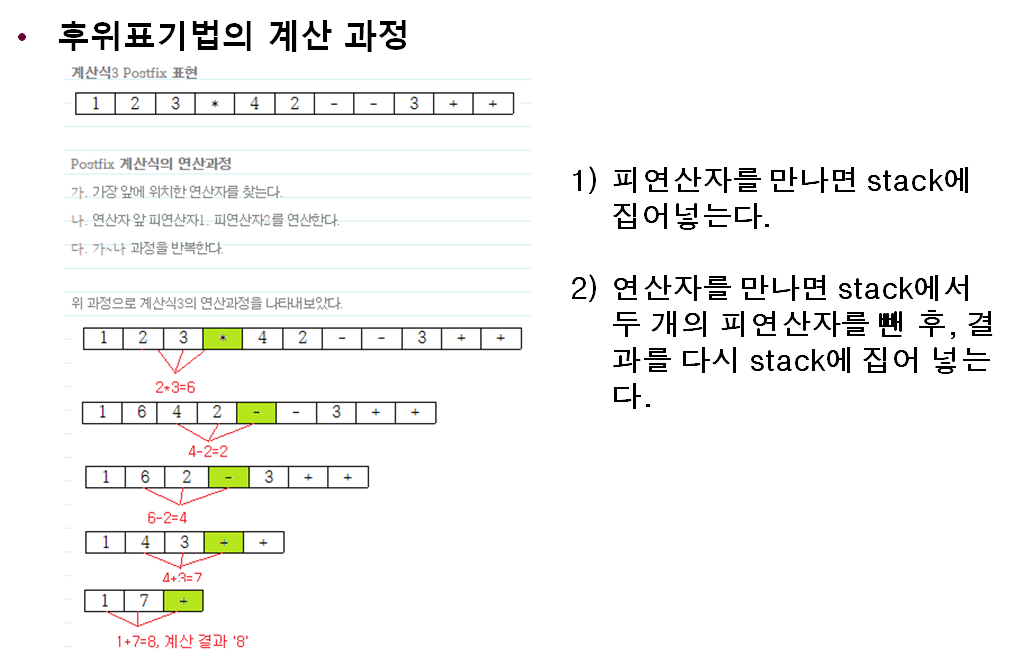 • 후위표기법의 계산 과정
계산식3 Postfix 표현
1 2 3 * 4 2 - - 3 + +
Postfix 계산식의 연산과정
가. 가장 앞에 위치한 연산자를 찾는다.
나. 연산자 앞 피연산자1. 피연산자2를 연산한다.
다. 가~나 과정을 반복한다.
위 과정으로 계산식3의 연산과정을 나타내보았다.
1 2 3 * 4 2 - - 3 + +
2*3=6
1 6 4 2 - - 3 + +
4-2=2
1 6 2 - 3 + +
6-2=4
1 4 3 + +
4+3=7
1 7 +
1+7=8, 계산 결과 '8'
1) 피연산자를 만나면 stack에
집어넣는다.
2) 연산자를 만나면 stack에서
두 개의 피연산자를 뺀 후, 결
과를 다시 stack에 집어 넣는
다.